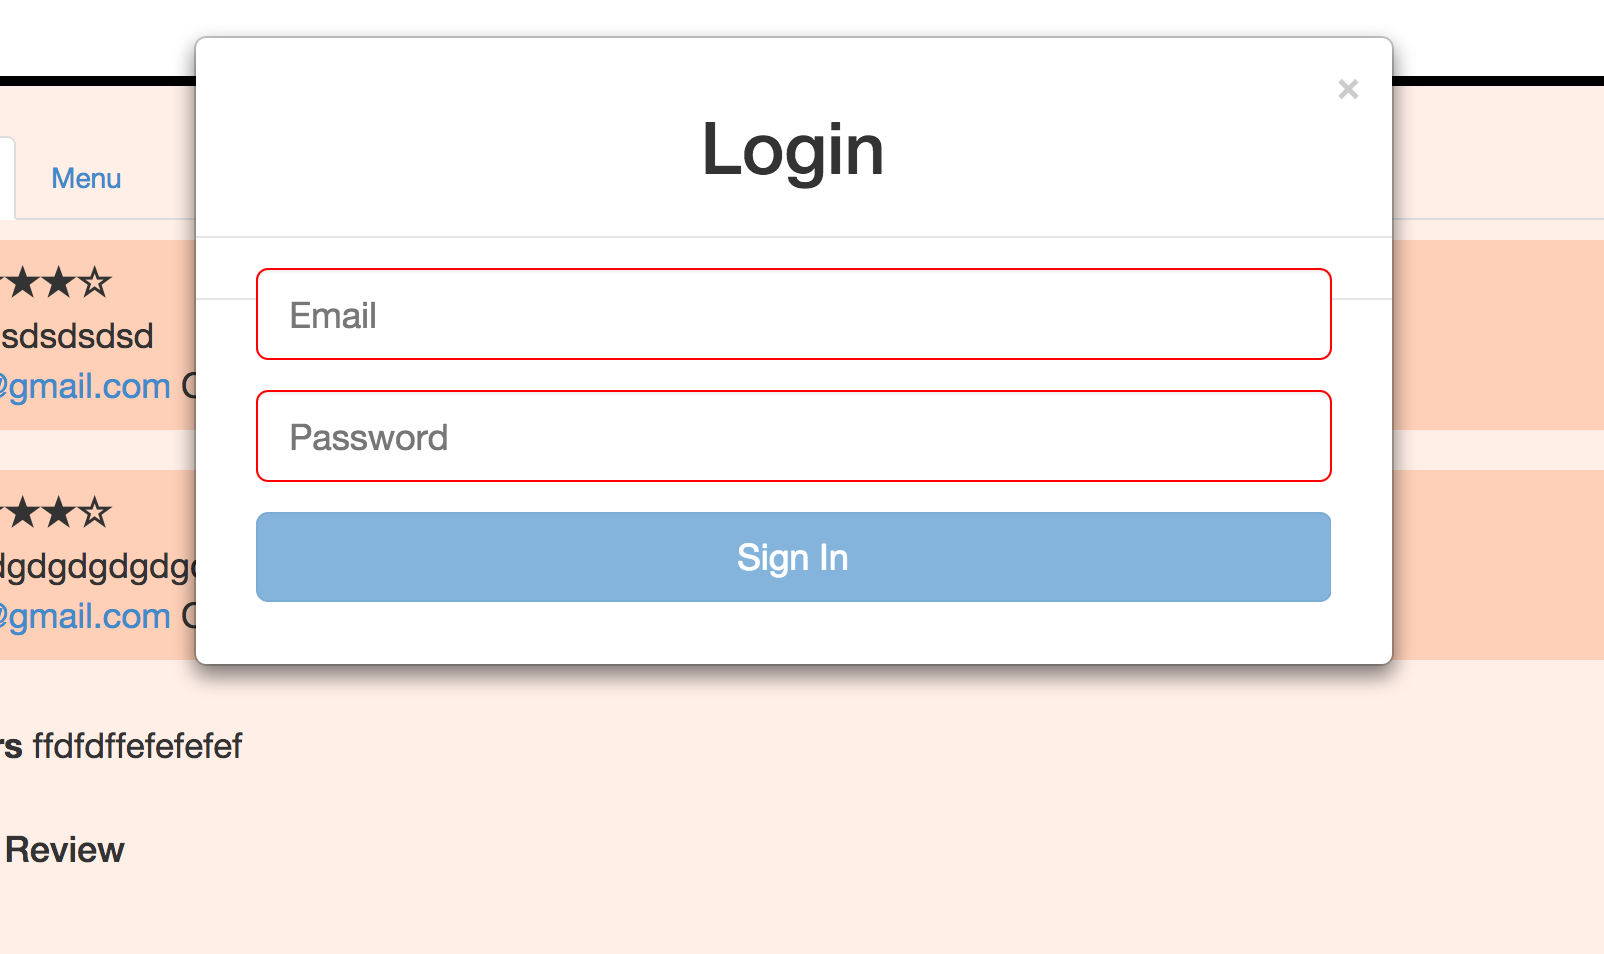 ×
Login
Menu
★★☆
sdsdsdsd
@gmail.com
Email
Password
★★☆
dgdgdgdgdg
@gmail.com
Sign In
rs ffdfdffefefefef
Review